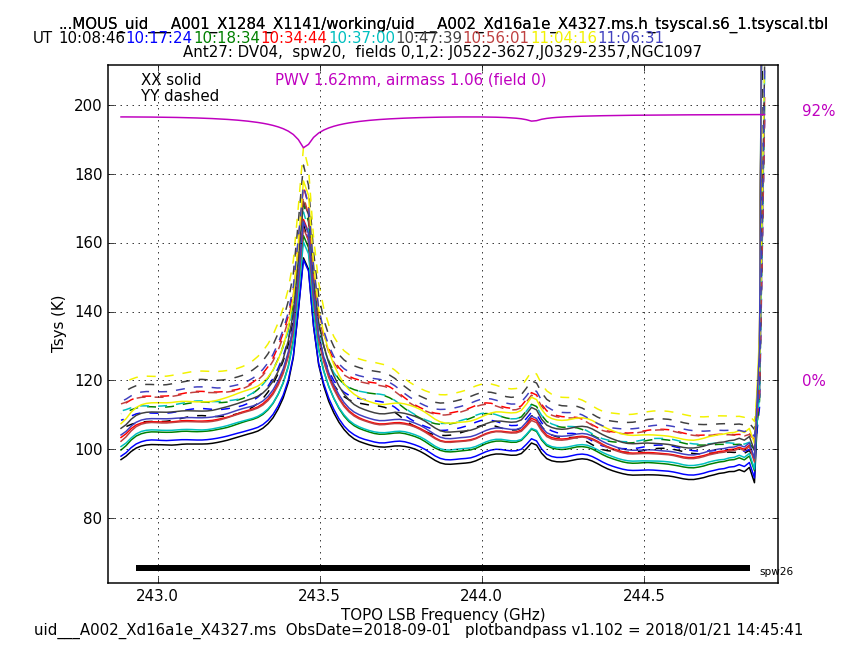 ...MOUS_uid___A001_X1284_X1141/working/uid___A002_Xd16a1e_X4327.ms.h_tsyscal.s6_1.tsyscal.tbl
UT 10:08:46 10:17:24 10:18:34 10:34:44 10:37:00 10:47:39 10:56:01 11:04:16 11:06:31
Ant27: DV04,  spw20,  fields 0,1,2: J0522-3627,J0329-2357,NGC1097
XX solid
PWV 1.62mm, airmass 1.06 (field 0)
YY dashed
200
92%
180
160
140
Tsys (K)
120
0%
100
80
spw26
243.0 243.5 244.0 244.5
TOPO LSB Frequency (GHz)
uid___A002_Xd16a1e_X4327.ms  ObsDate=2018-09-01   plotbandpass v1.102 = 2018/01/21 14:45:41